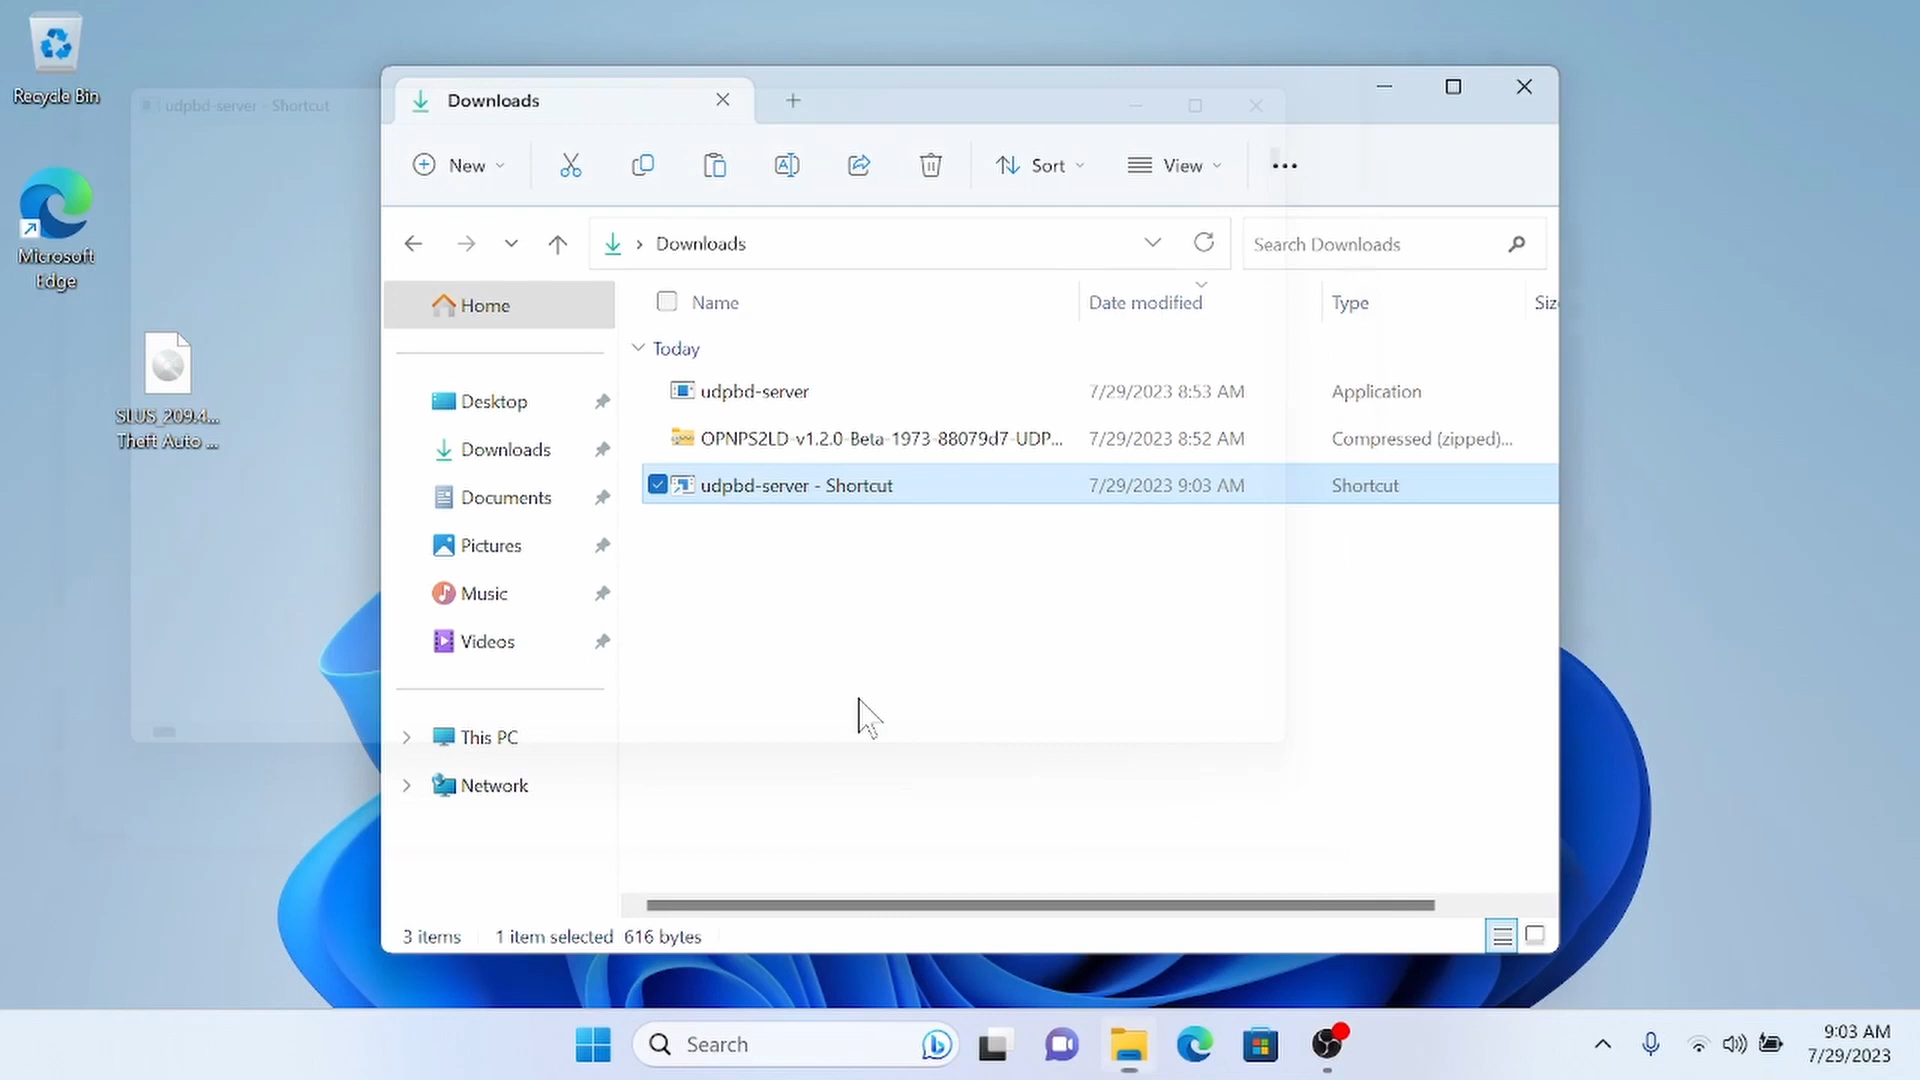 Recycle Bin
Microsoft
Edge
SLUS_209.4...
Theft Auto ...
udpbd-server - Shortcut
Downloads
New
Sort
View
Downloads
Search Downloads
Name
Date modified
Type
Siz
Today
udpbd-server
7/29/2023 8:53 AM
Application
OPNPS2LD-v1.2.0-Beta-1973-88079d7-UDP...
7/29/2023 8:52 AM
Compressed (zipped)...
udpbd-server - Shortcut
7/29/2023 9:03 AM
Shortcut
Home
Desktop
Downloads
Documents
Pictures
Music
Videos
This PC
Network
3 items
1 item selected 616 bytes
Search
9:03 AM
7/29/2023